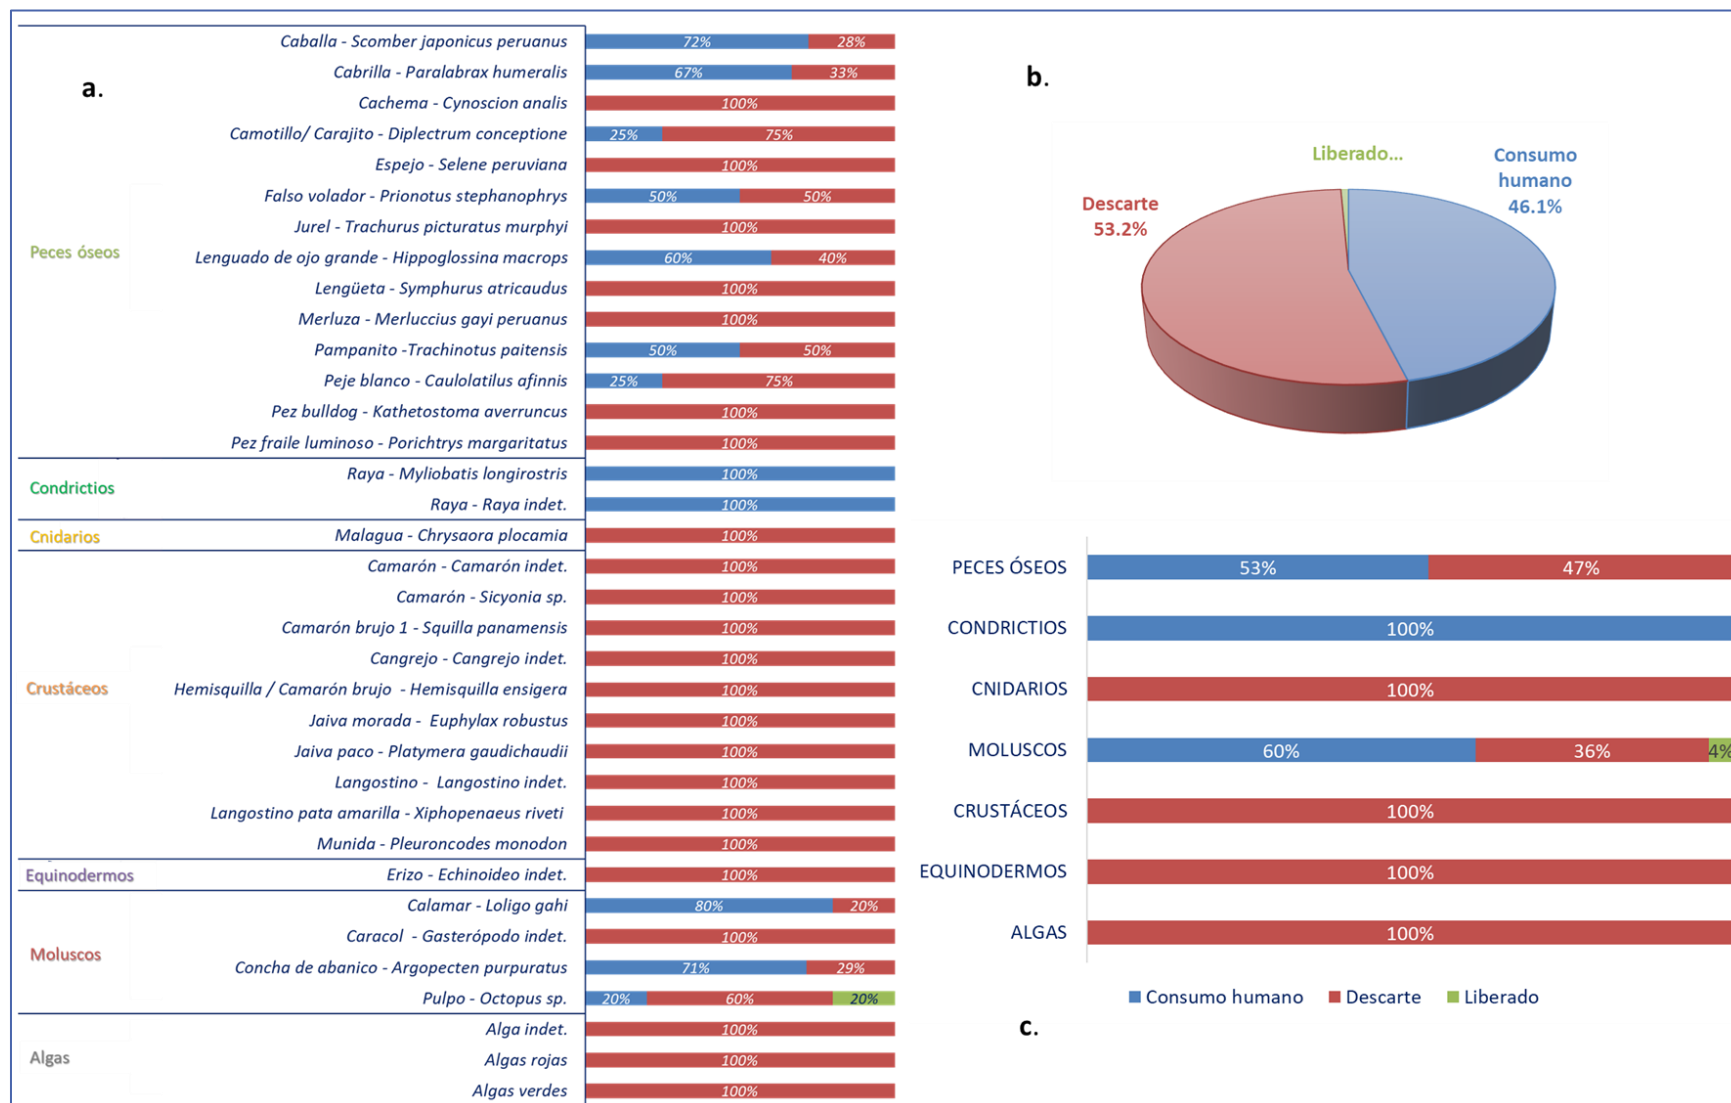 a.
Peces óseos
Caballa - Scomber japonicus peruanus 72% 28%
Cabrilla - Paralabrax humeralis 67% 33%
Cachema - Cynoscion analis 100%
Camotillo/ Carajito - Diplectrum conceptione 25% 75%
Espejo - Selene peruviana 100%
Falso volador - Prionotus stephanophrys 50% 50%
Jurel - Trachurus picturatus murphyi 100%
Lenguado de ojo grande - Hippoglossina macrops 60% 40%
Lengüeta - Symphurus atricaudus 100%
Merluza - Merluccius gayi peruanus 100%
Pampanito -Trachinotus paitensis 50% 50%
Peje blanco - Caulolatilus afinnis 25% 75%
Pez bulldog - Kathetostoma averruncus 100%
Pez fraile luminoso - Porichtrys margaritatus 100%
Condrictios
Raya - Myliobatis longirostris 100%
Raya - Raya indet. 100%
Cnidarios
Malagua - Chrysaora plocamia 100%
Crustáceos
Camarón - Camarón indet. 100%
Camarón - Sicyonia sp. 100%
Camarón brujo 1 - Squilla panamensis 100%
Cangrejo - Cangrejo indet. 100%
Hemisquilla / Camarón brujo - Hemisquilla ensigera 100%
Jaiva morada - Euphylax robustus 100%
Jaiva paco - Platymera gaudichaudii 100%
Langostino - Langostino indet. 100%
Langostino pata amarilla - Xiphopenaeus riveti 100%
Munida - Pleuroncodes monodon 100%
Equinodermos
Erizo - Echinoideo indet. 100%
Moluscos
Calamar - Loligo gahi 80% 20%
Caracol - Gasterópodo indet. 100%
Concha de abanico - Argopecten purpuratus 71% 29%
Pulpo - Octopus sp. 20% 60% 20%
Algas
Alga indet. 100%
Algas rojas 100%
Algas verdes 100%
b.
Liberado...
Consumo
humano
46.1%
Descarte
53.2%
PECES ÓSEOS 53% 47%
CONDRICTIOS 100%
CNIDARIOS 100%
MOLUSCOS 60% 36% 4%
CRUSTÁCEOS 100%
EQUINODERMOS 100%
ALGAS 100%
Consumo humano Descarte Liberado
c.